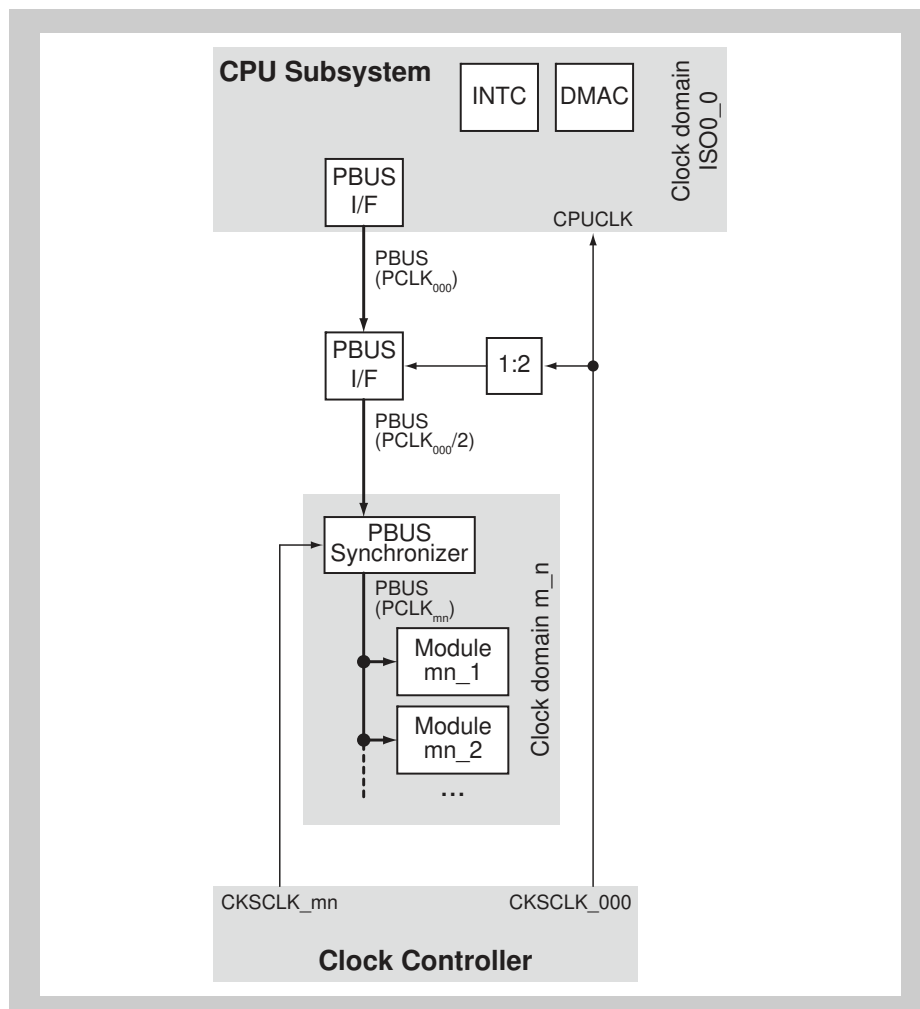 CPU Subsystem
INTC
DMAC
Clock domain
ISO0_0
PBUS
I/F
CPUCLK
PBUS
(PCLK000)
PBUS
I/F
1:2
PBUS
(PCLK000/2)
PBUS
Synchronizer
PBUS
(PCLKmn)
Module
mn_1
Clock domain m_n
Module
mn_2
...
CKSCLK_mn
CKSCLK_000
Clock Controller